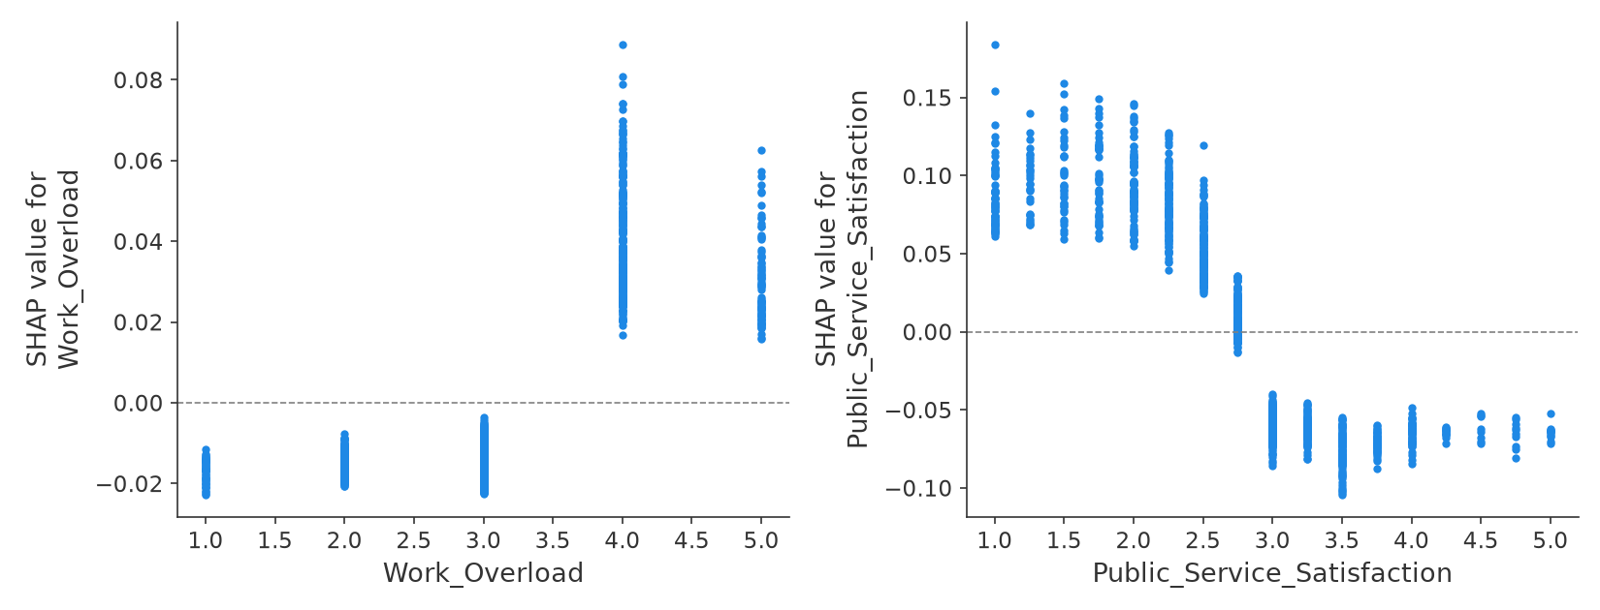 SHAP value for
Work_Overload
0.08
0.06
0.04
0.02
0.00
−0.02
1.0 1.5 2.0 2.5 3.0 3.5 4.0 4.5 5.0
Work_Overload
SHAP value for
Public_Service_Satisfaction
0.15
0.10
0.05
0.00
−0.05
−0.10
1.0 1.5 2.0 2.5 3.0 3.5 4.0 4.5 5.0
Public_Service_Satisfaction